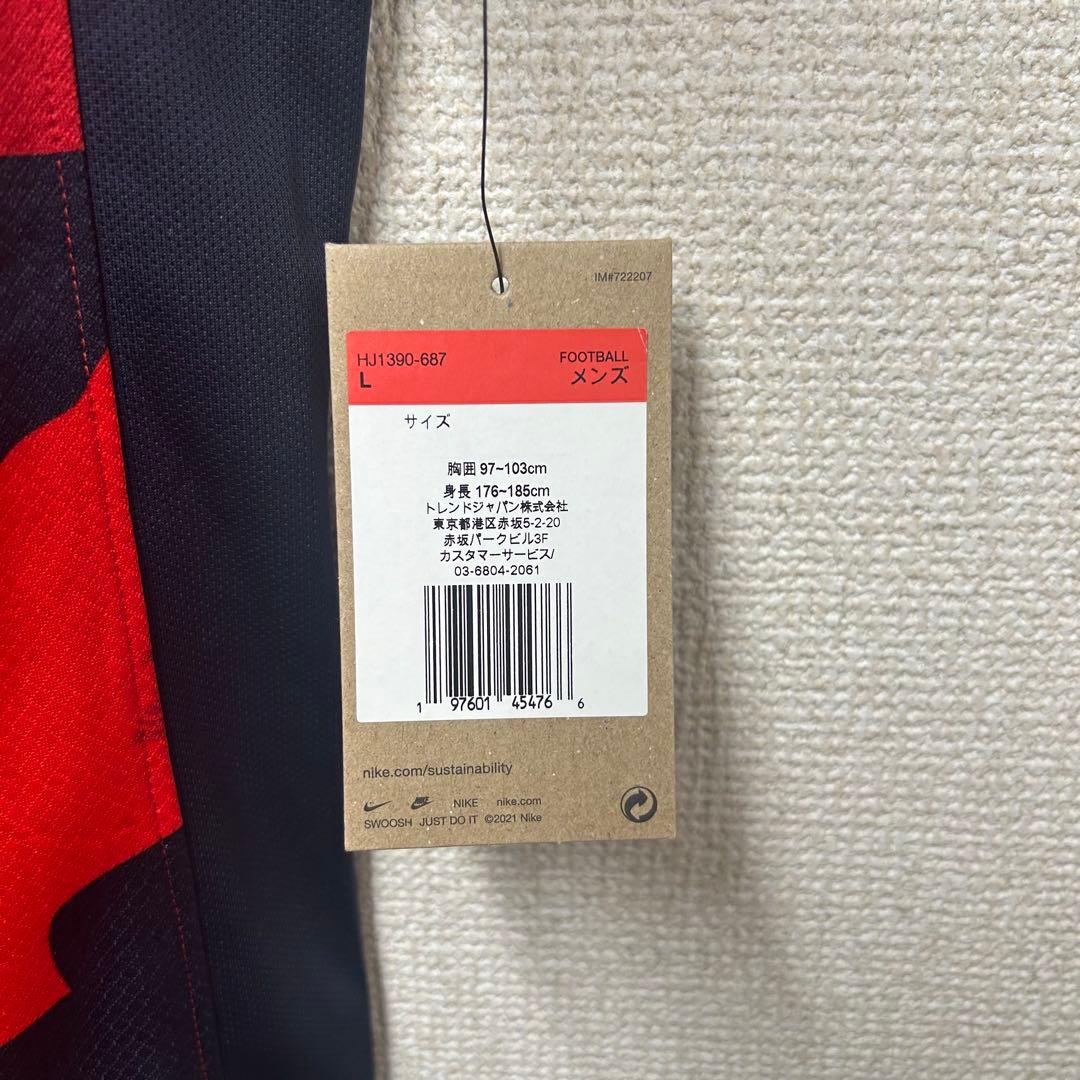 IM#722207
HJ1390-687 FOOTBALL
L メンズ
サイズ
胸囲 97~103cm
身長 176~185cm
トレンドジャパン株式会社
東京都港区赤坂5-2-20
赤坂パークビル3F
カスタマーサービス/
03-6804-2061
1 97601 45476 6
nike.com/sustainability
NIKE nike.com
SWOOSH JUST DO IT ©2021 Nike